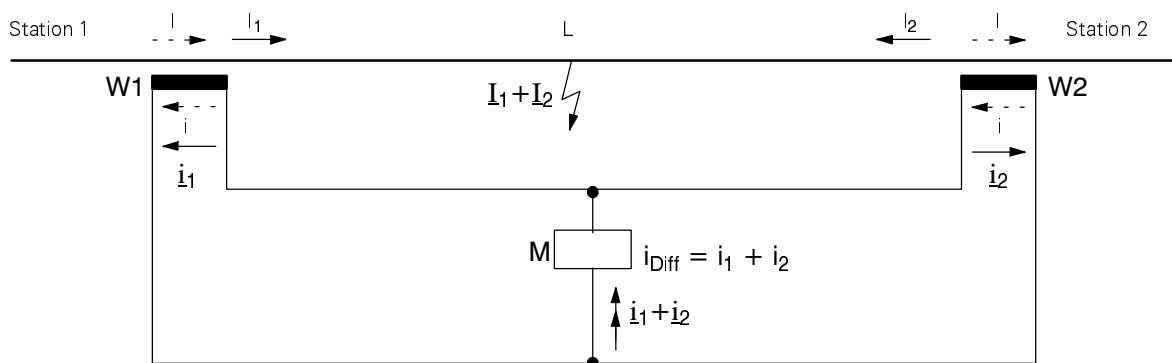 Station 1 I I₁ L I₂ I Station 2
W1 I₁+I₂ W2
i i
i₁ i₂
M iDiff = i₁ + i₂
i₁+i₂